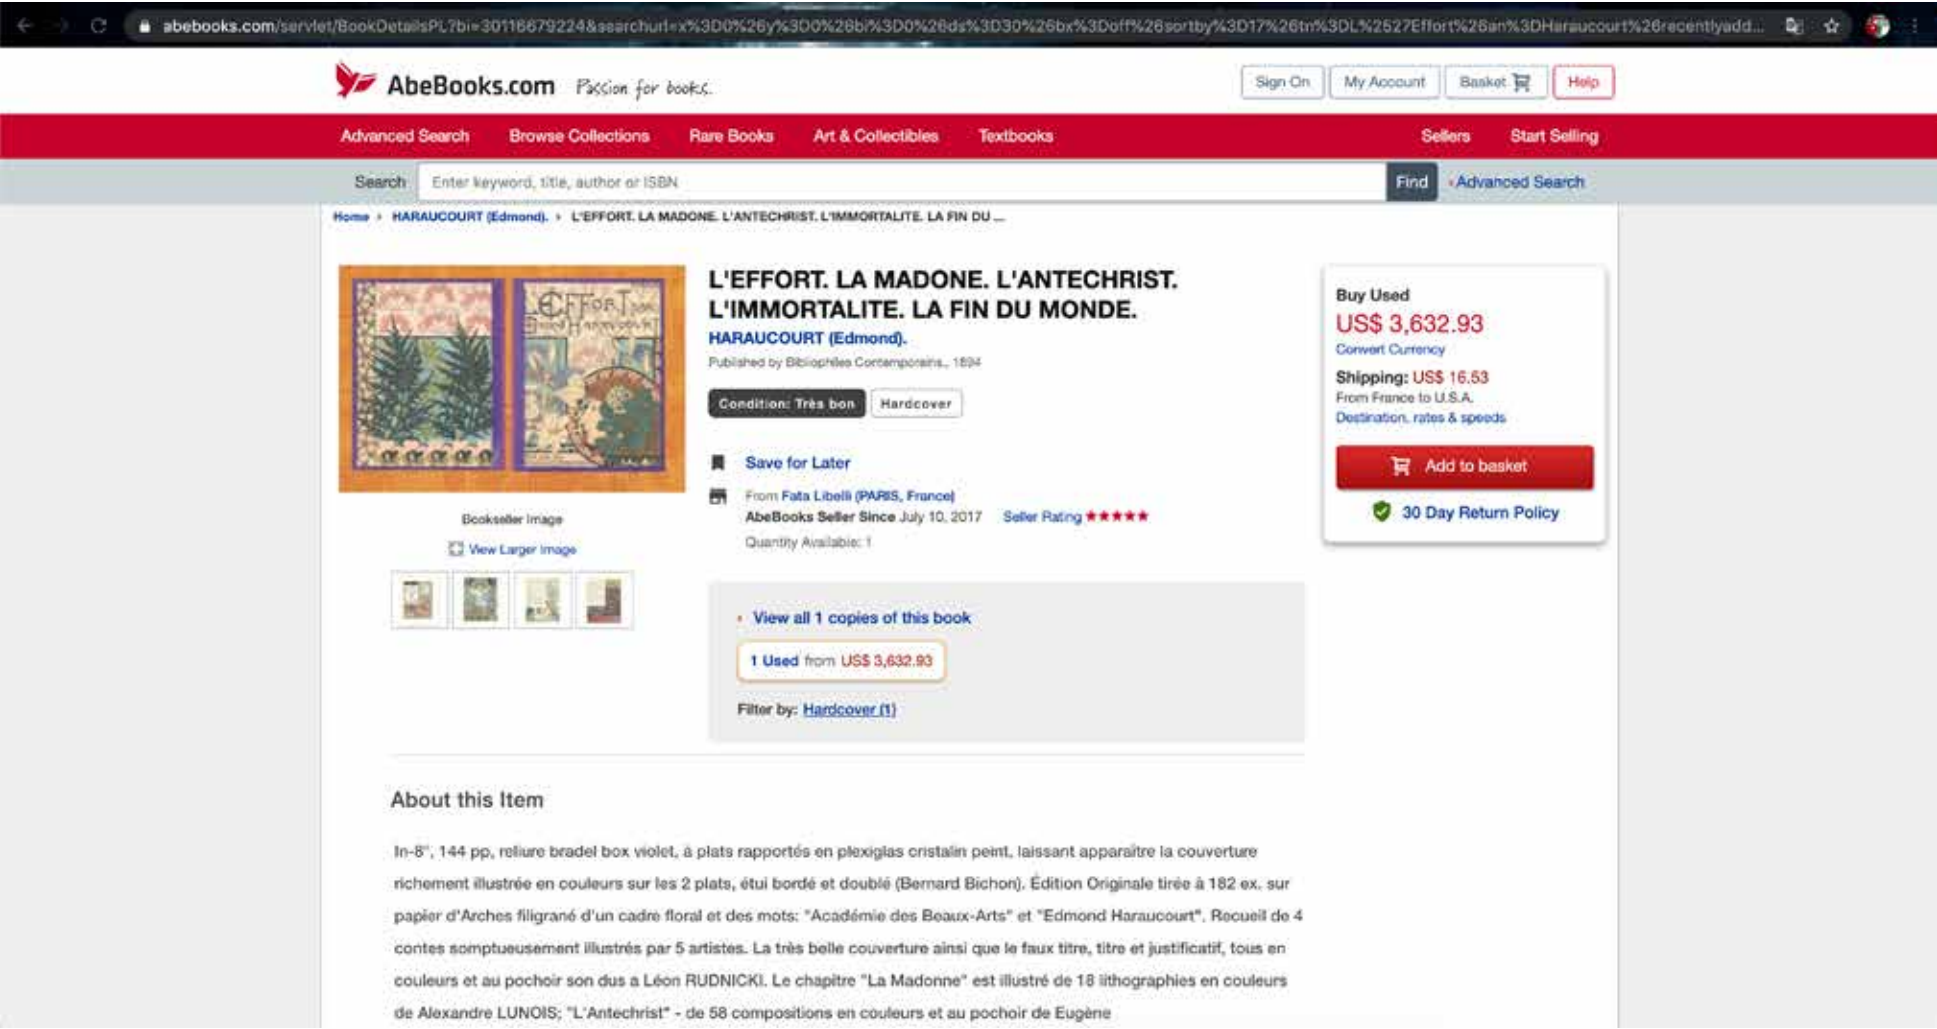 abebooks.com/servlet/BookDetailsPL?bi=30116679224&searchurl=x%3D0%26y%3D0%26bi%3D0%26ds%3D30%26bx%3Doff%26sortby%3D17%26tn%3DL%2527Effort%26an%3DHaraucourt%26recentlyadd...
AbeBooks.com Passion for books.
Sign On My Account Basket Help
Advanced Search Browse Collections Rare Books Art & Collectibles Textbooks Sellers Start Selling
Search Enter keyword, title, author or ISBN Find Advanced Search
Home › HARAUCOURT (Edmond). › L'EFFORT. LA MADONE. L'ANTECHRIST. L'IMMORTALITE. LA FIN DU ...
L'EFFORT. LA MADONE. L'ANTECHRIST.
L'IMMORTALITE. LA FIN DU MONDE.
HARAUCOURT (Edmond).
Published by Bibliophiles Contemporains., 1894
Condition: Très bon Hardcover
Save for Later
From Fata Libelli (PARIS, France)
AbeBooks Seller Since July 10, 2017 Seller Rating ★★★★★
Quantity Available: 1
EFFORT
Bookseller Image
View Larger Image
Buy Used
US$ 3,632.93
Convert Currency
Shipping: US$ 16.53
From France to U.S.A.
Destination, rates & speeds
Add to basket
30 Day Return Policy
View all 1 copies of this book
1 Used from US$ 3,632.93
Filter by: Hardcover (1)
About this Item
In-8°, 144 pp, reliure bradel box violet, à plats rapportés en plexiglas cristalin peint, laissant apparaître la couverture
richement illustrée en couleurs sur les 2 plats, étui bordé et doublé (Bernard Bichon). Édition Originale tirée à 182 ex. sur
papier d'Arches filigrané d'un cadre floral et des mots: "Académie des Beaux-Arts" et "Edmond Haraucourt". Recueil de 4
contes somptueusement illustrés par 5 artistes. La très belle couverture ainsi que le faux titre, titre et justificatif, tous en
couleurs et au pochoir son dus a Léon RUDNICKI. Le chapitre "La Madonne" est illustré de 18 lithographies en couleurs
de Alexandre LUNOIS; "L'Antechrist" - de 58 compositions en couleurs et au pochoir de Eugène